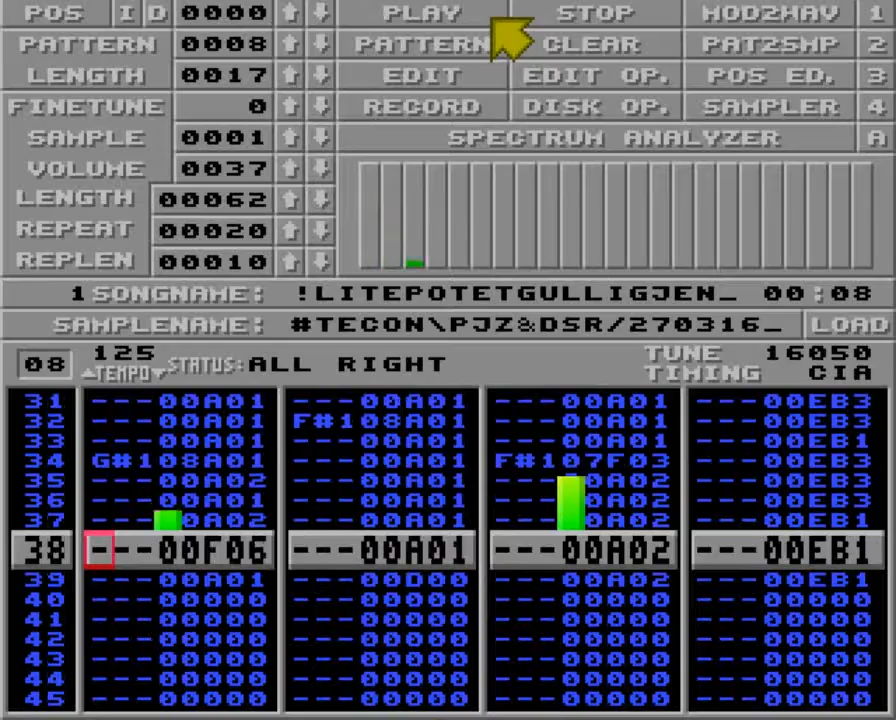 POS I D 0000 PLAY STOP MOD2WAV 1
PATTERN 0008 PATTERN CLEAR PAT2SMP 2
LENGTH 0017 EDIT EDIT OP. POS ED. 3
FINETUNE 0 RECORD DISK OP. SAMPLER 4
SAMPLE 0001 SPECTRUM ANALYZER A
VOLUME 0037
LENGTH 00062
REPEAT 00020
REPLEN 00010
1 SONGNAME: !LITEPOTETGULLIGJEN_ 00:08
SAMPLENAME: #TECON\PJZ&DSR/270316_ LOAD
08 125 TEMPO STATUS: ALL RIGHT TUNE 16050
TIMING CIA
31 ---00A01 ---00A01 ---00A01 ---00EB3
32 ---00A01 F#108A01 ---00A01 ---00EB3
33 ---00A01 ---00A01 ---00A01 ---00EB1
34 G#108A01 ---00A01 F#107F03 ---00EB3
35 ---00A02 ---00A01 ---00A02 ---00EB3
36 ---00A01 ---00A01 ---0A02 ---00EB3
37 ---0A02 ---00A01 ---0A02 ---00EB3
38 ---00F06 ---00A01 ---00A02 ---00EB1
39 ---00A01 ---00D00 ---00A02 ---00EB1
40 ---00000 ---00000 ---00000 ---00000
41 ---00000 ---00000 ---00000 ---00000
42 ---00000 ---00000 ---00000 ---00000
43 ---00000 ---00000 ---00000 ---00000
44 ---00000 ---00000 ---00000 ---00000
45 ---00000 ---00000 ---00000 ---00000